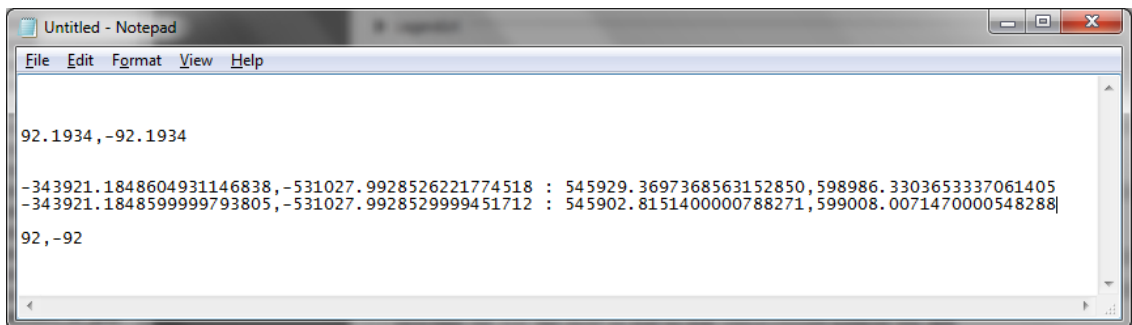 Untitled - Notepad
File Edit Format View Help
92.1934,-92.1934
-343921.1848604931146838,-531027.9928526221774518 : 545929.3697368563152850,598986.3303653337061405
-343921.1848599999793805,-531027.9928529999451712 : 545902.8151400000788271,599008.0071470000548288
92,-92